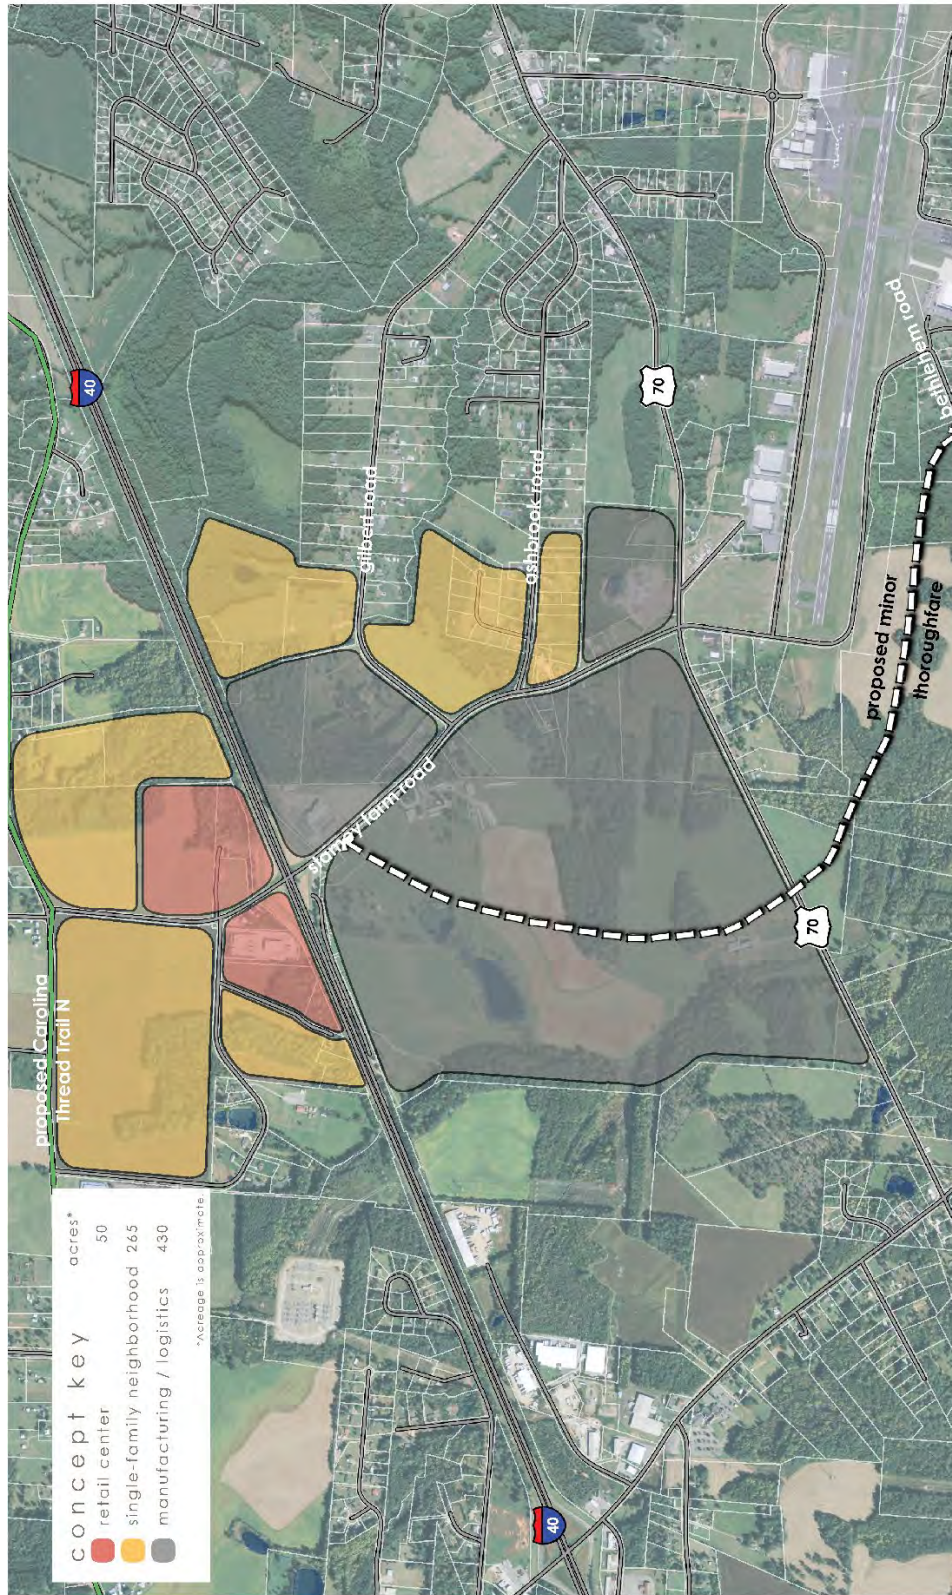 concept key acres*
retail center 50
single-family neighborhood 265
manufacturing / logistics 430
*Acreage is approximate
proposed Carolina
Thread Trail N
40
40
stamey farm road
gilbert road
ashbrook road
70
70
proposed minor
thoroughfare
bethlehem road